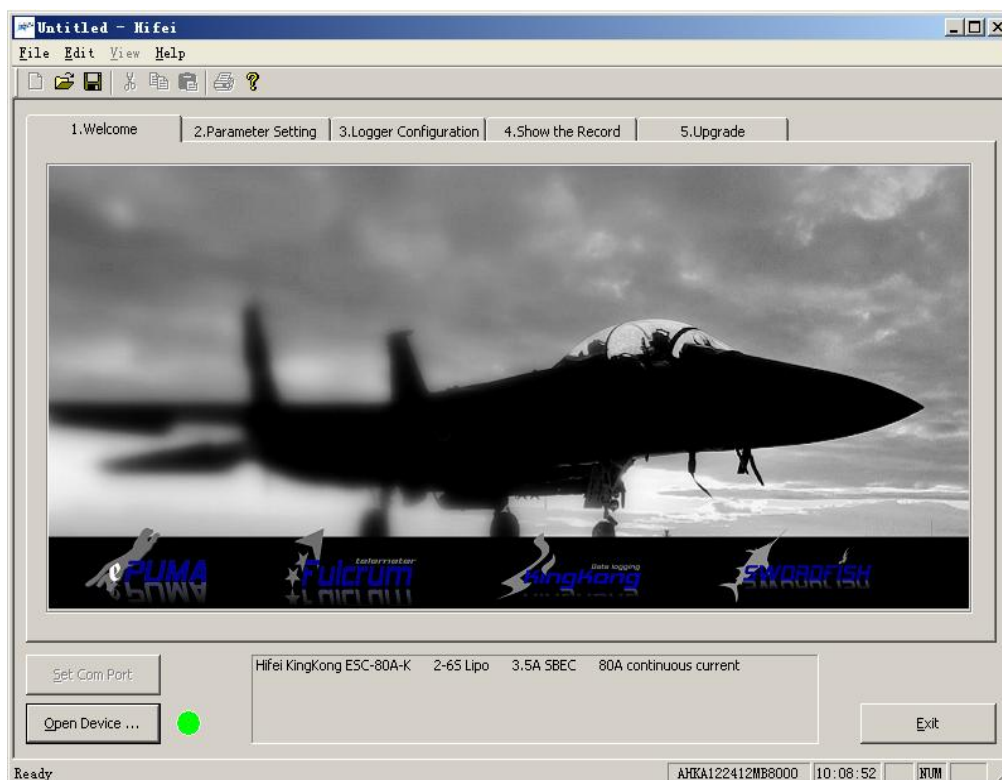 Untitled - Hifei
File Edit View Help
1.Welcome 2.Parameter Setting 3.Logger Configuration 4.Show the Record 5.Upgrade
ePUMA
telemeter
Fulcrum
Data logging
KingKong
SWORDFISH
Set Com Port
Hifei KingKong ESC-80A-K 2-6S Lipo 3.5A SBEC 80A continuous current
Open Device ...
Exit
Ready AHKA122412MB8000 10:08:52 NUM